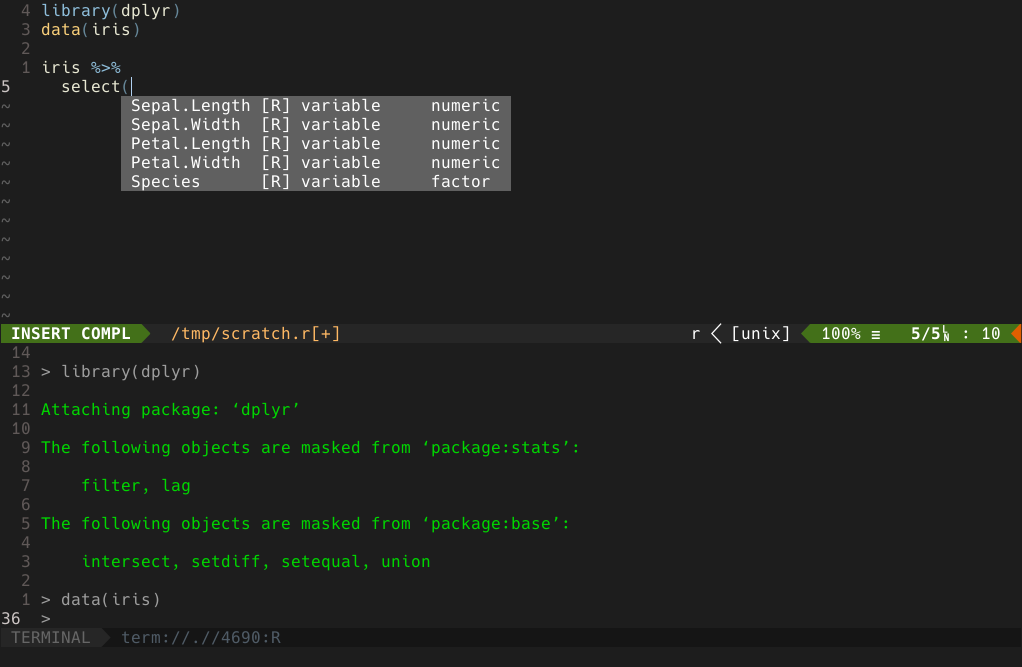 4 library(dplyr)
3 data(iris)
2
1 iris %>%
5 select(
~ Sepal.Length [R] variable numeric
~ Sepal.Width [R] variable numeric
~ Petal.Length [R] variable numeric
~ Petal.Width [R] variable numeric
~ Species [R] variable factor
~
~
~
~
~
~
~
INSERT COMPL /tmp/scratch.r[+] r < [unix] 100% ≡ 5/5 ␤ : 10
14
13 > library(dplyr)
12
11 Attaching package: ‘dplyr’
10
9 The following objects are masked from ‘package:stats’:
8
7 filter, lag
6
5 The following objects are masked from ‘package:base’:
4
3 intersect, setdiff, setequal, union
2
1 > data(iris)
36 >
TERMINAL term://.//4690:R